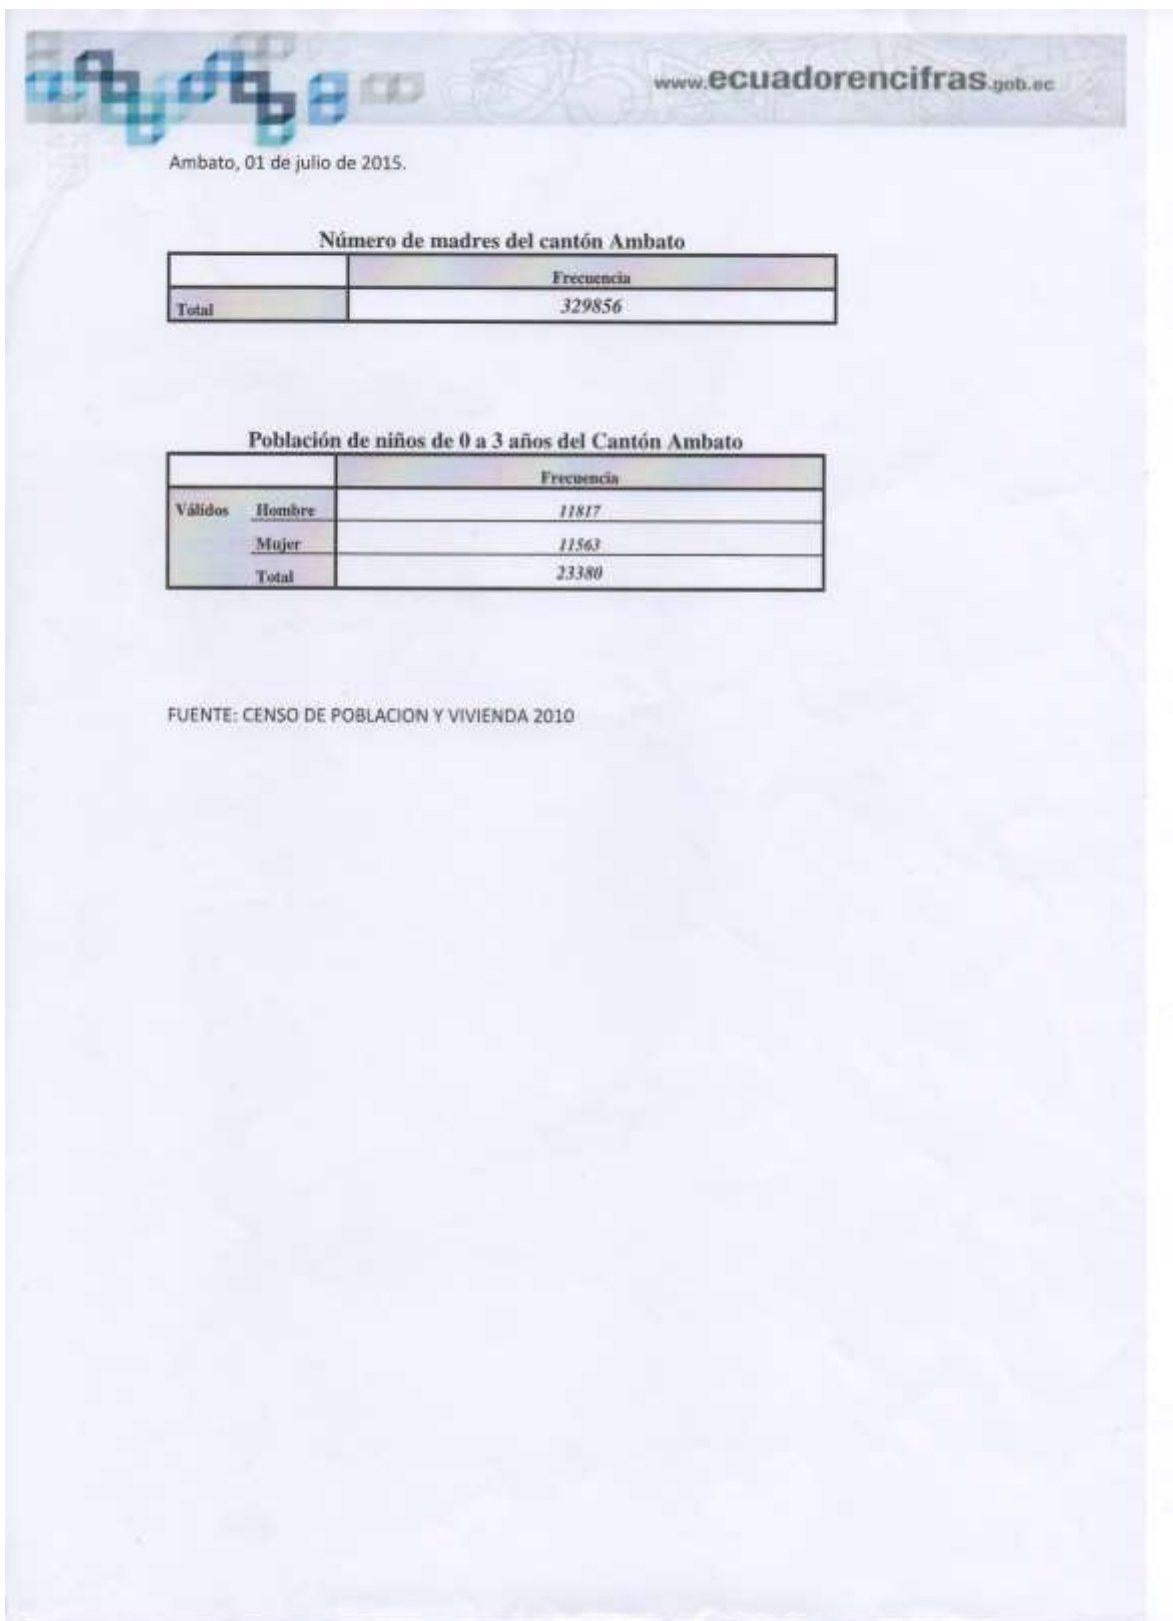 www.ecuadorencifras.gob.ec
Ambato, 01 de julio de 2015.
Número de madres del cantón Ambato
Frecuencia
Total 329856
Población de niños de 0 a 3 años del Cantón Ambato
Frecuencia
Válidos Hombre 11817
Mujer 11563
Total 23380
FUENTE: CENSO DE POBLACION Y VIVIENDA 2010